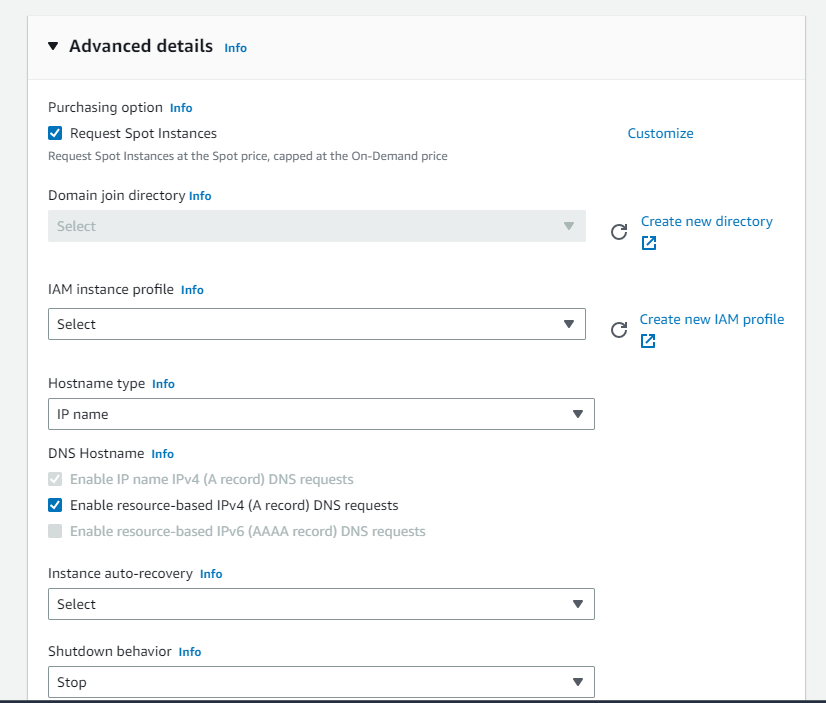 Advanced details Info
Purchasing option Info
Request Spot Instances Customize
Request Spot Instances at the Spot price, capped at the On-Demand price
Domain join directory Info
Select
Create new directory
IAM instance profile Info
Select
Create new IAM profile
Hostname type Info
IP name
DNS Hostname Info
Enable IP name IPv4 (A record) DNS requests
Enable resource-based IPv4 (A record) DNS requests
Enable resource-based IPv6 (AAAA record) DNS requests
Instance auto-recovery Info
Select
Shutdown behavior Info
Stop